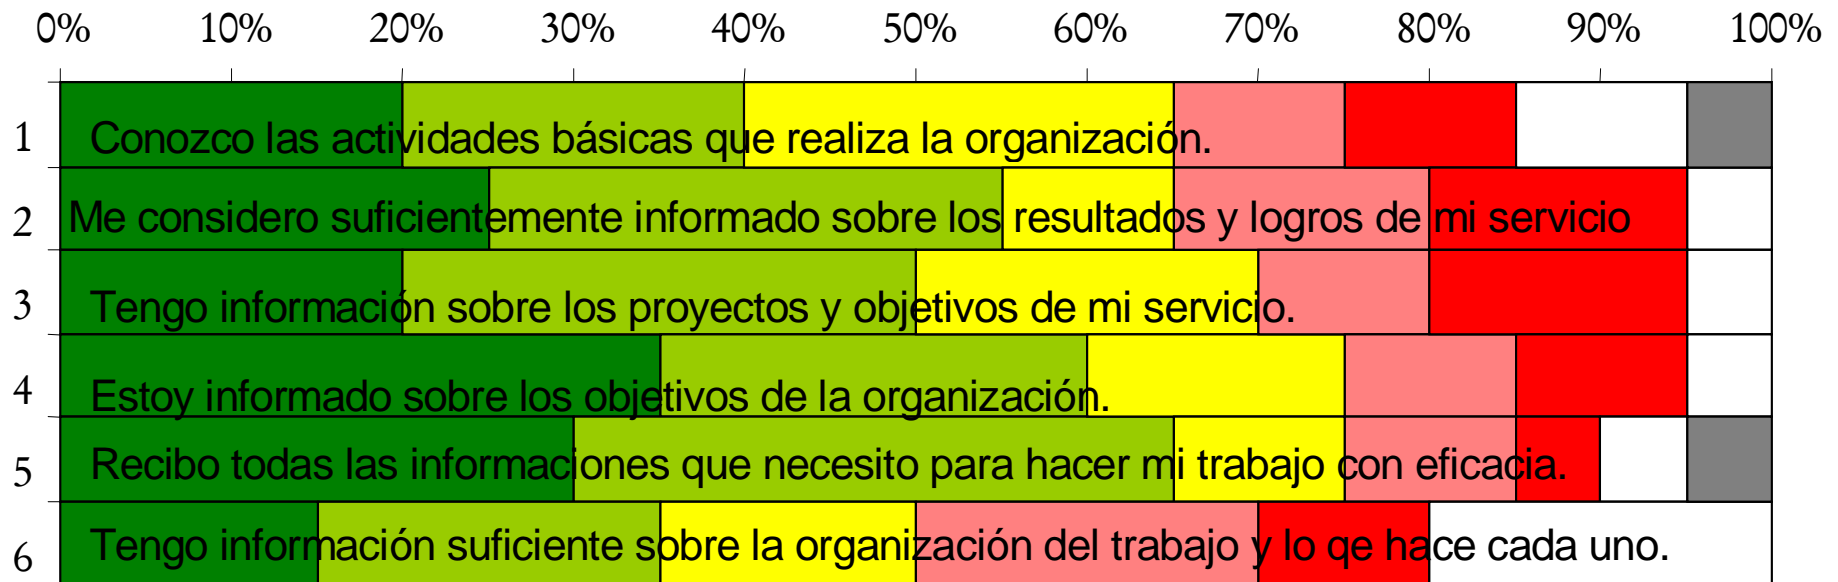 0% 10% 20% 30% 40% 50% 60% 70% 80% 90% 100%
1 Conozco las actividades básicas que realiza la organización.
2 Me considero suficientemente informado sobre los resultados y logros de mi servicio
3 Tengo información sobre los proyectos y objetivos de mi servicio.
4 Estoy informado sobre los objetivos de la organización.
5 Recibo todas las informaciones que necesito para hacer mi trabajo con eficacia.
6 Tengo información suficiente sobre la organización del trabajo y lo qe hace cada uno.